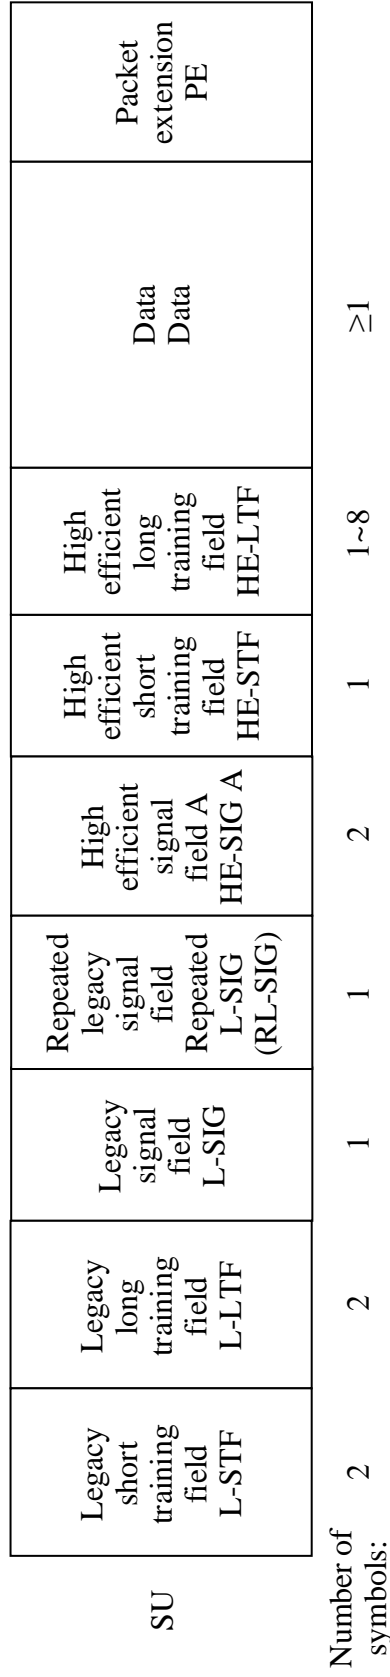 SU
Legacy
short
training
field
L-STF
Legacy
long
training
field
L-LTF
Legacy
signal
field
L-SIG
Repeated
legacy
signal
field
Repeated
L-SIG
(RL-SIG)
High
efficient
signal
field A
HE-SIG A
High
efficient
short
training
field
HE-STF
High
efficient
long
training
field
HE-LTF
Data
Data
Packet
extension
PE
Number of
symbols:
2
2
1
1
2
1
1~8
≥1